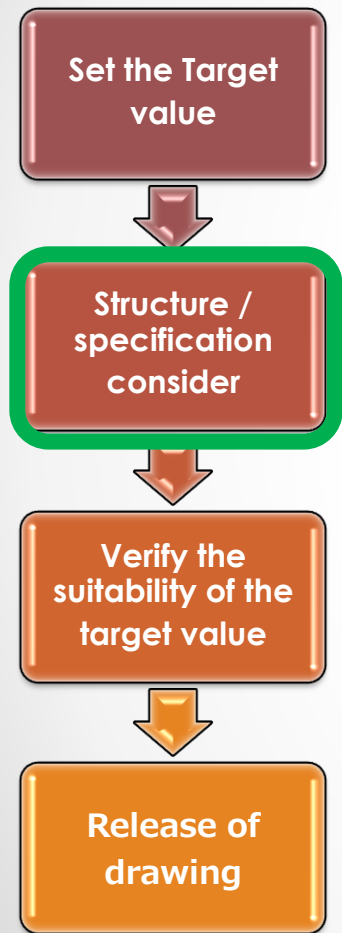 Set the Target
value
Structure /
specification
consider
Verify the
suitability of the
target value
Release of
drawing